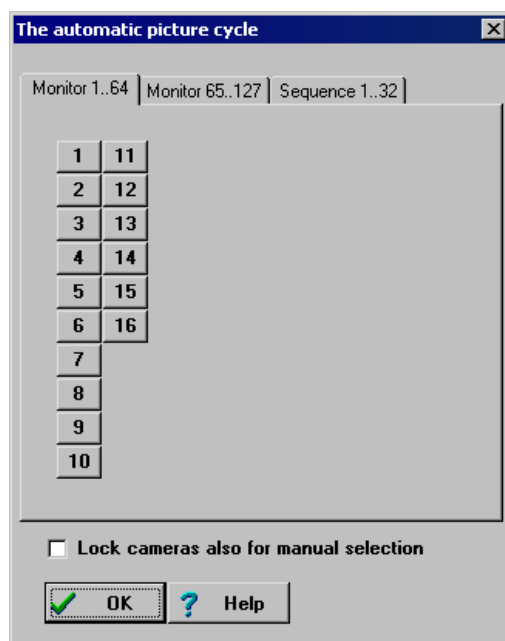 The automatic picture cycle
Monitor 1..64 Monitor 65..127 Sequence 1..32
1 11
2 12
3 13
4 14
5 15
6 16
7
8
9
10
Lock cameras also for manual selection
OK ? Help